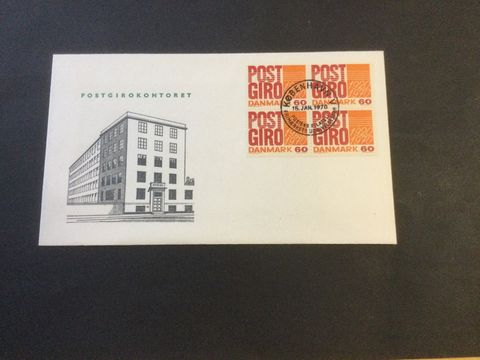 POSTGIROKONTORET
POST GIRO DANMARK 60
POST GIRO DANMARK 60
POST GIRO DANMARK 60
POST GIRO DANMARK 60
KØBENHAVN V
15. JAN. 1970